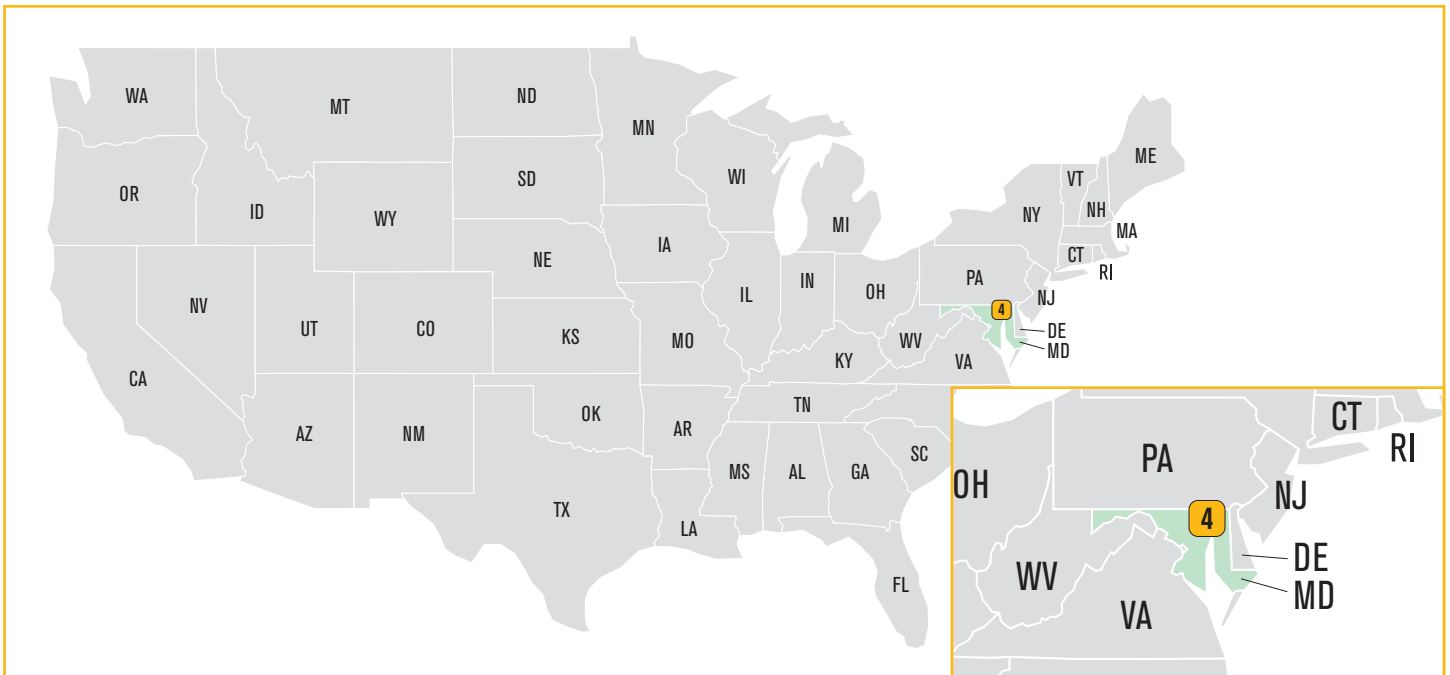 WA
MT
ND
MN
ME
OR
ID
WY
SD
WI
MI
VT
NH
NY
MA
CT
RI
NV
UT
CO
NE
IA
IL
IN
OH
PA
NJ
4
DE
MD
CA
KS
MO
KY
WV
VA
AZ
NM
OK
AR
TN
SC
TX
LA
MS
AL
GA
FL
CT
RI
PA
OH
NJ
4
DE
MD
WV
VA